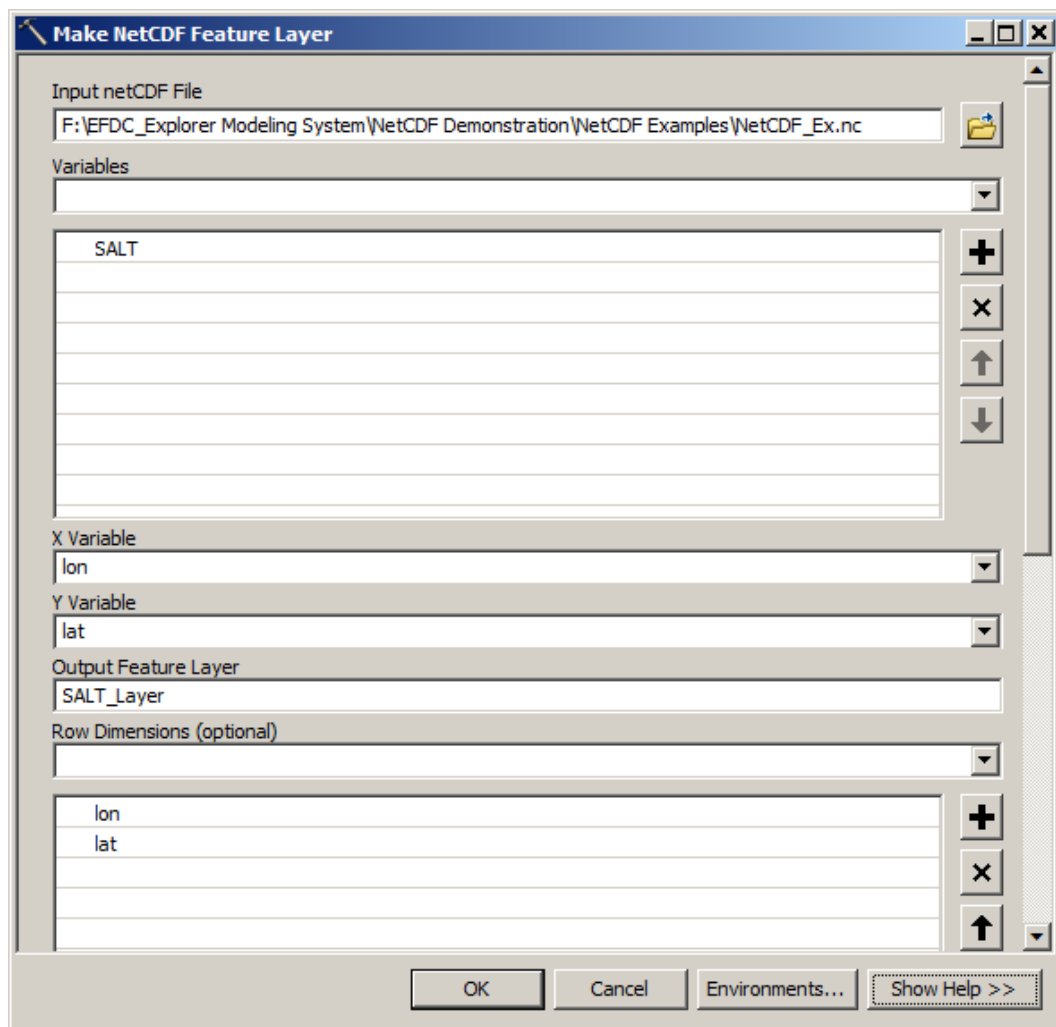 Make NetCDF Feature Layer
Input netCDF File
F:\EFDC_Explorer Modeling System\NetCDF Demonstration\NetCDF Examples\NetCDF_Ex.nc
Variables
SALT
X Variable
lon
Y Variable
lat
Output Feature Layer
SALT_Layer
Row Dimensions (optional)
lon
lat
OK Cancel Environments... Show Help >>